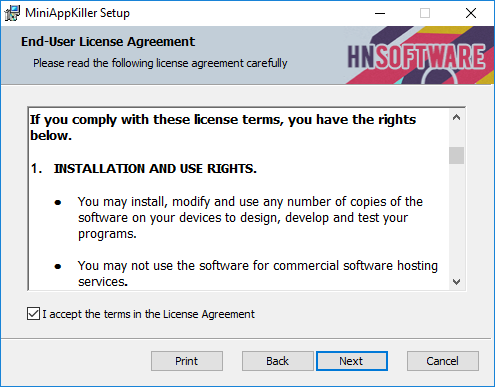 MiniAppKiller Setup
End-User License Agreement
Please read the following license agreement carefully
HNSOFTWARE
If you comply with these license terms, you have the rights
below.
1. INSTALLATION AND USE RIGHTS.
• You may install, modify and use any number of copies of the
software on your devices to design, develop and test your
programs.
• You may not use the software for commercial software hosting
services.
I accept the terms in the License Agreement
Print
Back
Next
Cancel